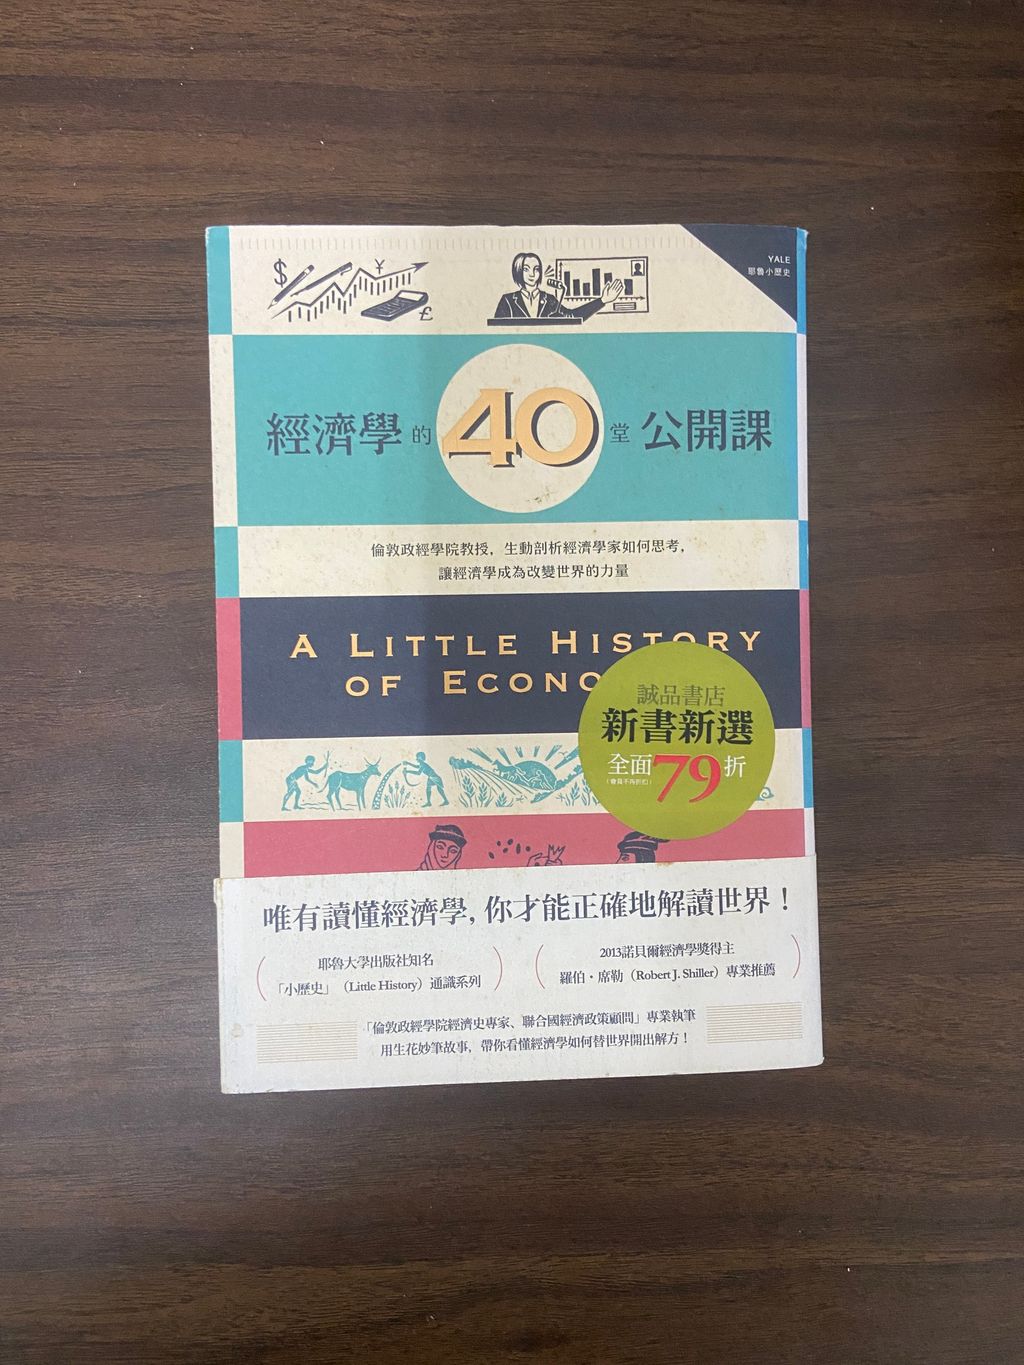 YALE
耶魯小歷史
$
¥
£
經濟學的40堂公開課
倫敦政經學院教授，生動剖析經濟學家如何思考，
讓經濟學成為改變世界的力量
A LITTLE HISTORY
OF ECONO
誠品書店
新書新選
全面79折
（會員不再折扣）
唯有讀懂經濟學，你才能正確地解讀世界！
耶魯大學出版社知名
「小歷史」（Little History）通識系列
2013諾貝爾經濟學獎得主
羅伯・席勒（Robert J. Shiller）專業推薦
「倫敦政經學院經濟史專家、聯合國經濟政策顧問」專業執筆
用生花妙筆故事，帶你看懂經濟學如何替世界開出解方！